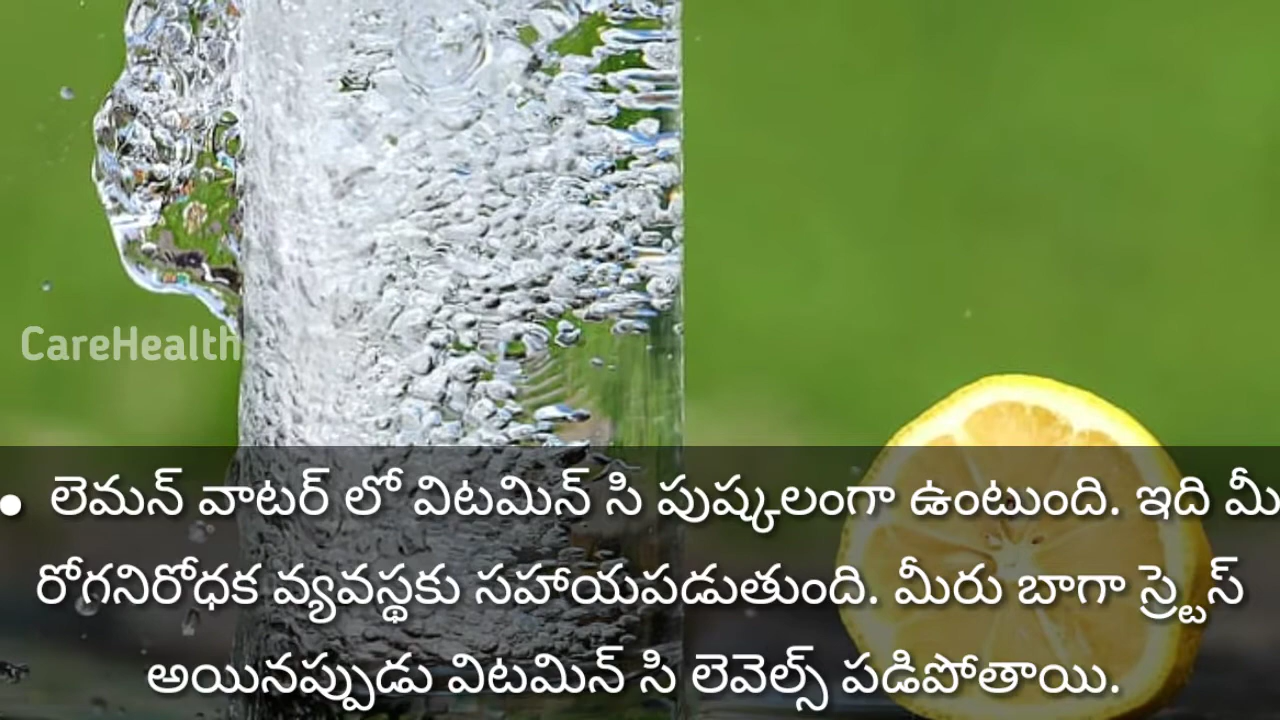 CareHealth
• లెమన్ వాటర్ లో విటమిన్ సి పుష్కలంగా ఉంటుంది. ఇది మీ
రోగనిరోధక వ్యవస్థకు సహాయపడుతుంది. మీరు బాగా స్ట్రెస్
అయినప్పుడు విటమిన్ సి లెవెల్స్ పడిపోతాయి.